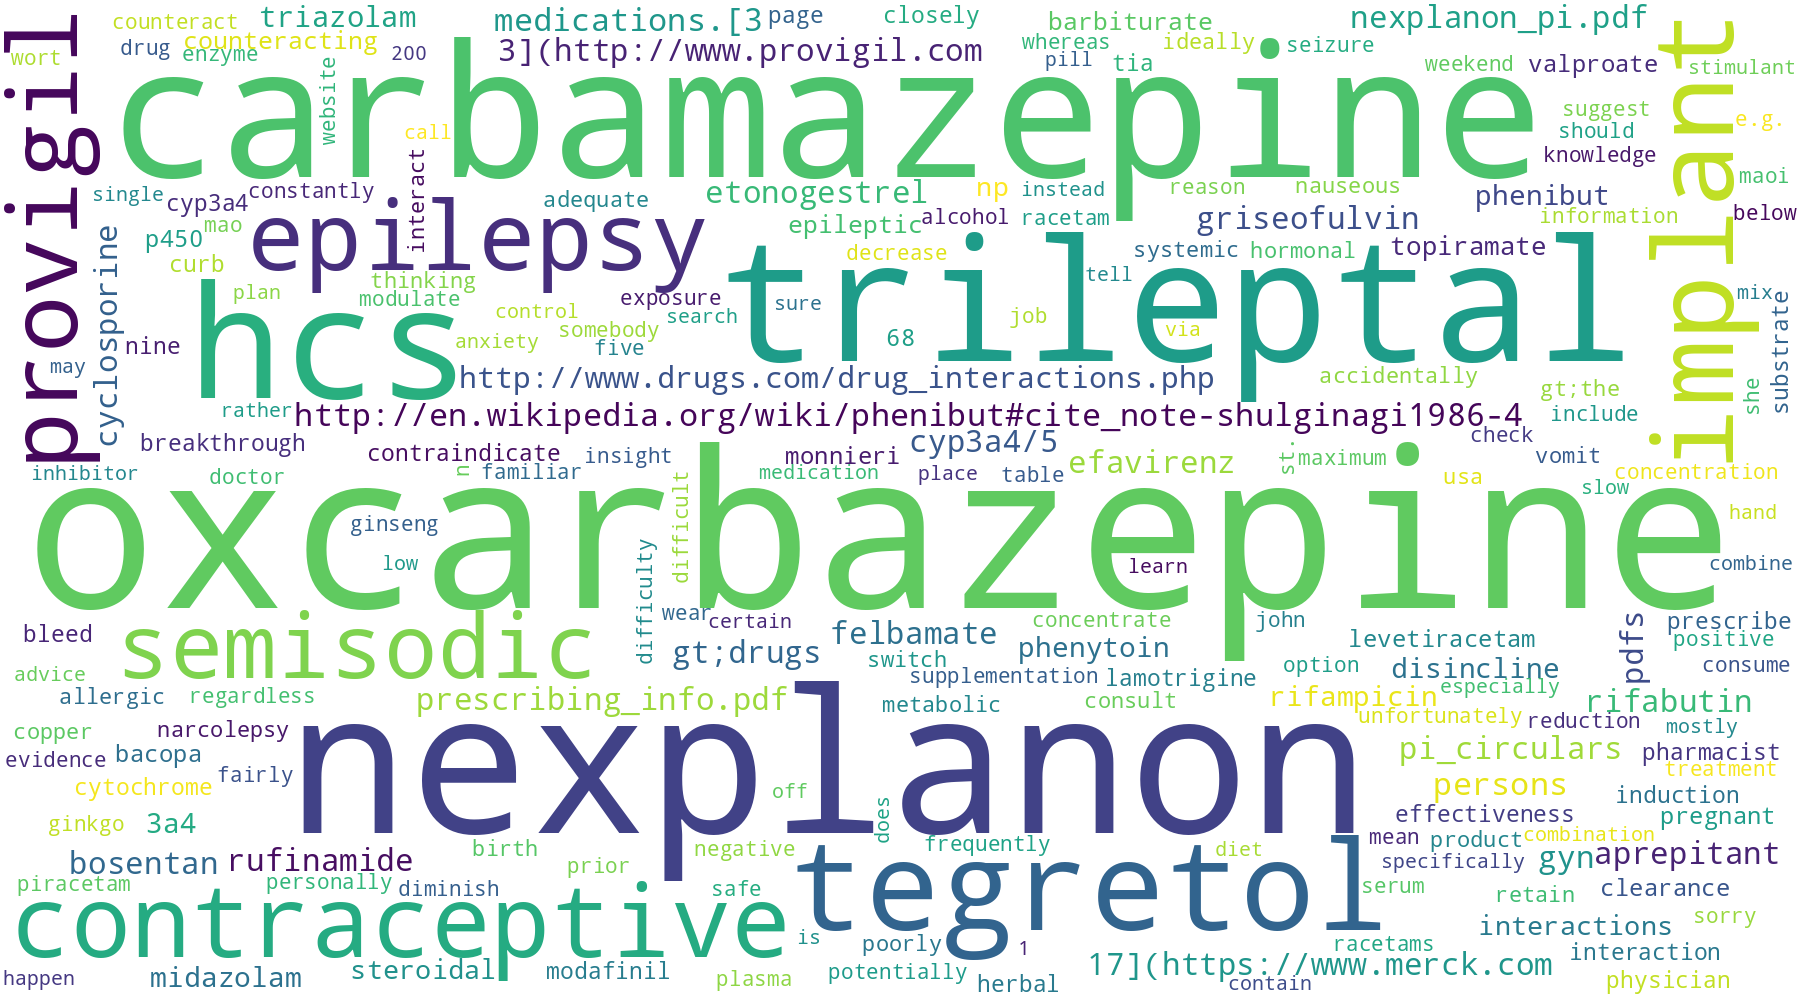 wort
counteract
triazolam
medications.[3
page
closely
barbiturate
nexplanon_pi.pdf
drug
counteracting
enzyme
200
3](http://www.provigil.com
whereas
ideally
seizure
pill
tia
weekend
valproate
stimulant
provigil
carbamazepine
implant
website
call
suggest
should
knowledge
e.g.
maoi
below
single
cyp3a4
constantly
interact
adequate
etonogestrel
np
instead
reason
nauseous
phenibut
information
p450
mao
epilepsy
epileptic
alcohol
racetam
griseofulvin
topiramate
curb
cyclosporine
thinking
decrease
systemic
hormonal
tell
plan
modulate
control
exposure
search
sure
trileptal
mix
substrate
hcs
anxiety
somebody
five
68
job
via
nine
may
http://www.drugs.com/drug_interactions.php
accidentally
gt;the
she
rather
http://en.wikipedia.org/wiki/phenibut#cite_note-shulginagi1986-4
include
breakthrough
contraindicate
cyp3a4/5
check
inhibitor
doctor
n
familiar
insight
medication
monnieri
place
table
efavirenz
st.
maximum
vomit
usa
slow
concentration
oxcarbazepine
ginseng
low
difficult
difficulty
learn
hand
combine
bleed
semisodic
wear
certain
felbamate
concentrate
phenytoin
john
levetiracetam
pdfs
prescribe
positive
advice
gt;drugs
switch
supplementation
lamotrigine
option
disincline
consume
allergic
regardless
prescribing_info.pdf
metabolic
consult
rifampicin
especially
rifabutin
copper
narcolepsy
unfortunately
reduction
mostly
evidence
bacopa
nexplanon
pi_circulars
pharmacist
cytochrome
fairly
off
persons
treatment
induction
ginkgo
3a4
does
effectiveness
pregnant
bosentan
rufinamide
birth
prior
negative
frequently
diet
mean
product
combination
specifically
gyn
aprepitant
piracetam
personally
diminish
safe
tegretol
serum
retain
clearance
contraceptive
is
poorly
1
racetams
interactions
sorry
interaction
happen
midazolam
steroidal
modafinil
plasma
potentially
herbal
17](https://www.merck.com
contain
physician